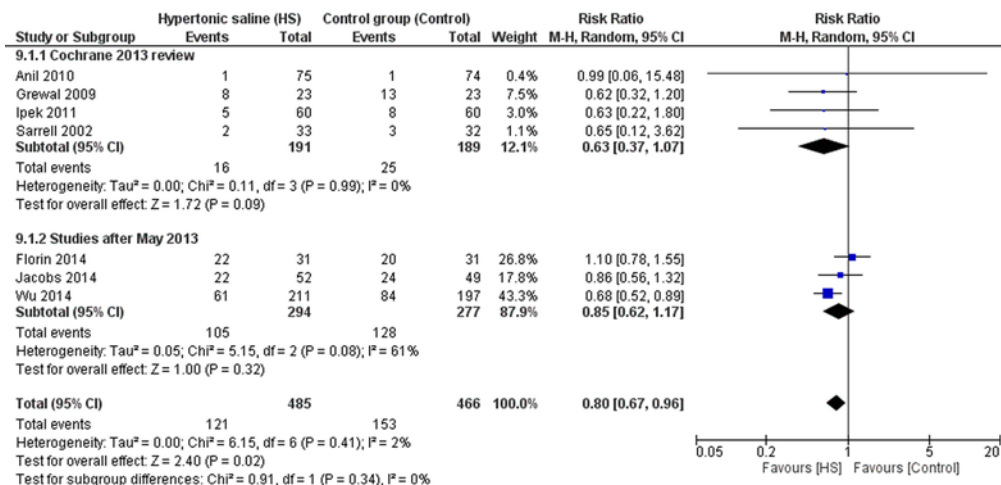 Hypertonic saline (HS) Control group (Control) Risk Ratio Risk Ratio
Study or Subgroup Events Total Events Total Weight M-H, Random, 95% CI M-H, Random, 95% CI
9.1.1 Cochrane 2013 review
Anil 2010 1 75 1 74 0.4% 0.99 [0.06, 15.48]
Grewal 2009 8 23 13 23 7.5% 0.62 [0.32, 1.20]
Ipek 2011 5 60 8 60 3.0% 0.63 [0.22, 1.80]
Sarrell 2002 2 33 3 32 1.1% 0.65 [0.12, 3.62]
Subtotal (95% CI) 191 189 12.1% 0.63 [0.37, 1.07]
Total events 16 25
Heterogeneity: Tau² = 0.00; Chi² = 0.11, df = 3 (P = 0.99); I² = 0%
Test for overall effect: Z = 1.72 (P = 0.09)
9.1.2 Studies after May 2013
Florin 2014 22 31 20 31 26.8% 1.10 [0.78, 1.55]
Jacobs 2014 22 52 24 49 17.8% 0.86 [0.56, 1.32]
Wu 2014 61 211 84 197 43.3% 0.68 [0.52, 0.89]
Subtotal (95% CI) 294 277 87.9% 0.85 [0.62, 1.17]
Total events 105 128
Heterogeneity: Tau² = 0.05; Chi² = 5.15, df = 2 (P = 0.08); I² = 61%
Test for overall effect: Z = 1.00 (P = 0.32)
Total (95% CI) 485 466 100.0% 0.80 [0.67, 0.96]
Total events 121 153
Heterogeneity: Tau² = 0.00; Chi² = 6.15, df = 6 (P = 0.41); I² = 2%
Test for overall effect: Z = 2.40 (P = 0.02)
Test for subgroup differences: Chi² = 0.91, df = 1 (P = 0.34), I² = 0%
0.05 0.2 1 5 20
Favours [HS] Favours [Control]